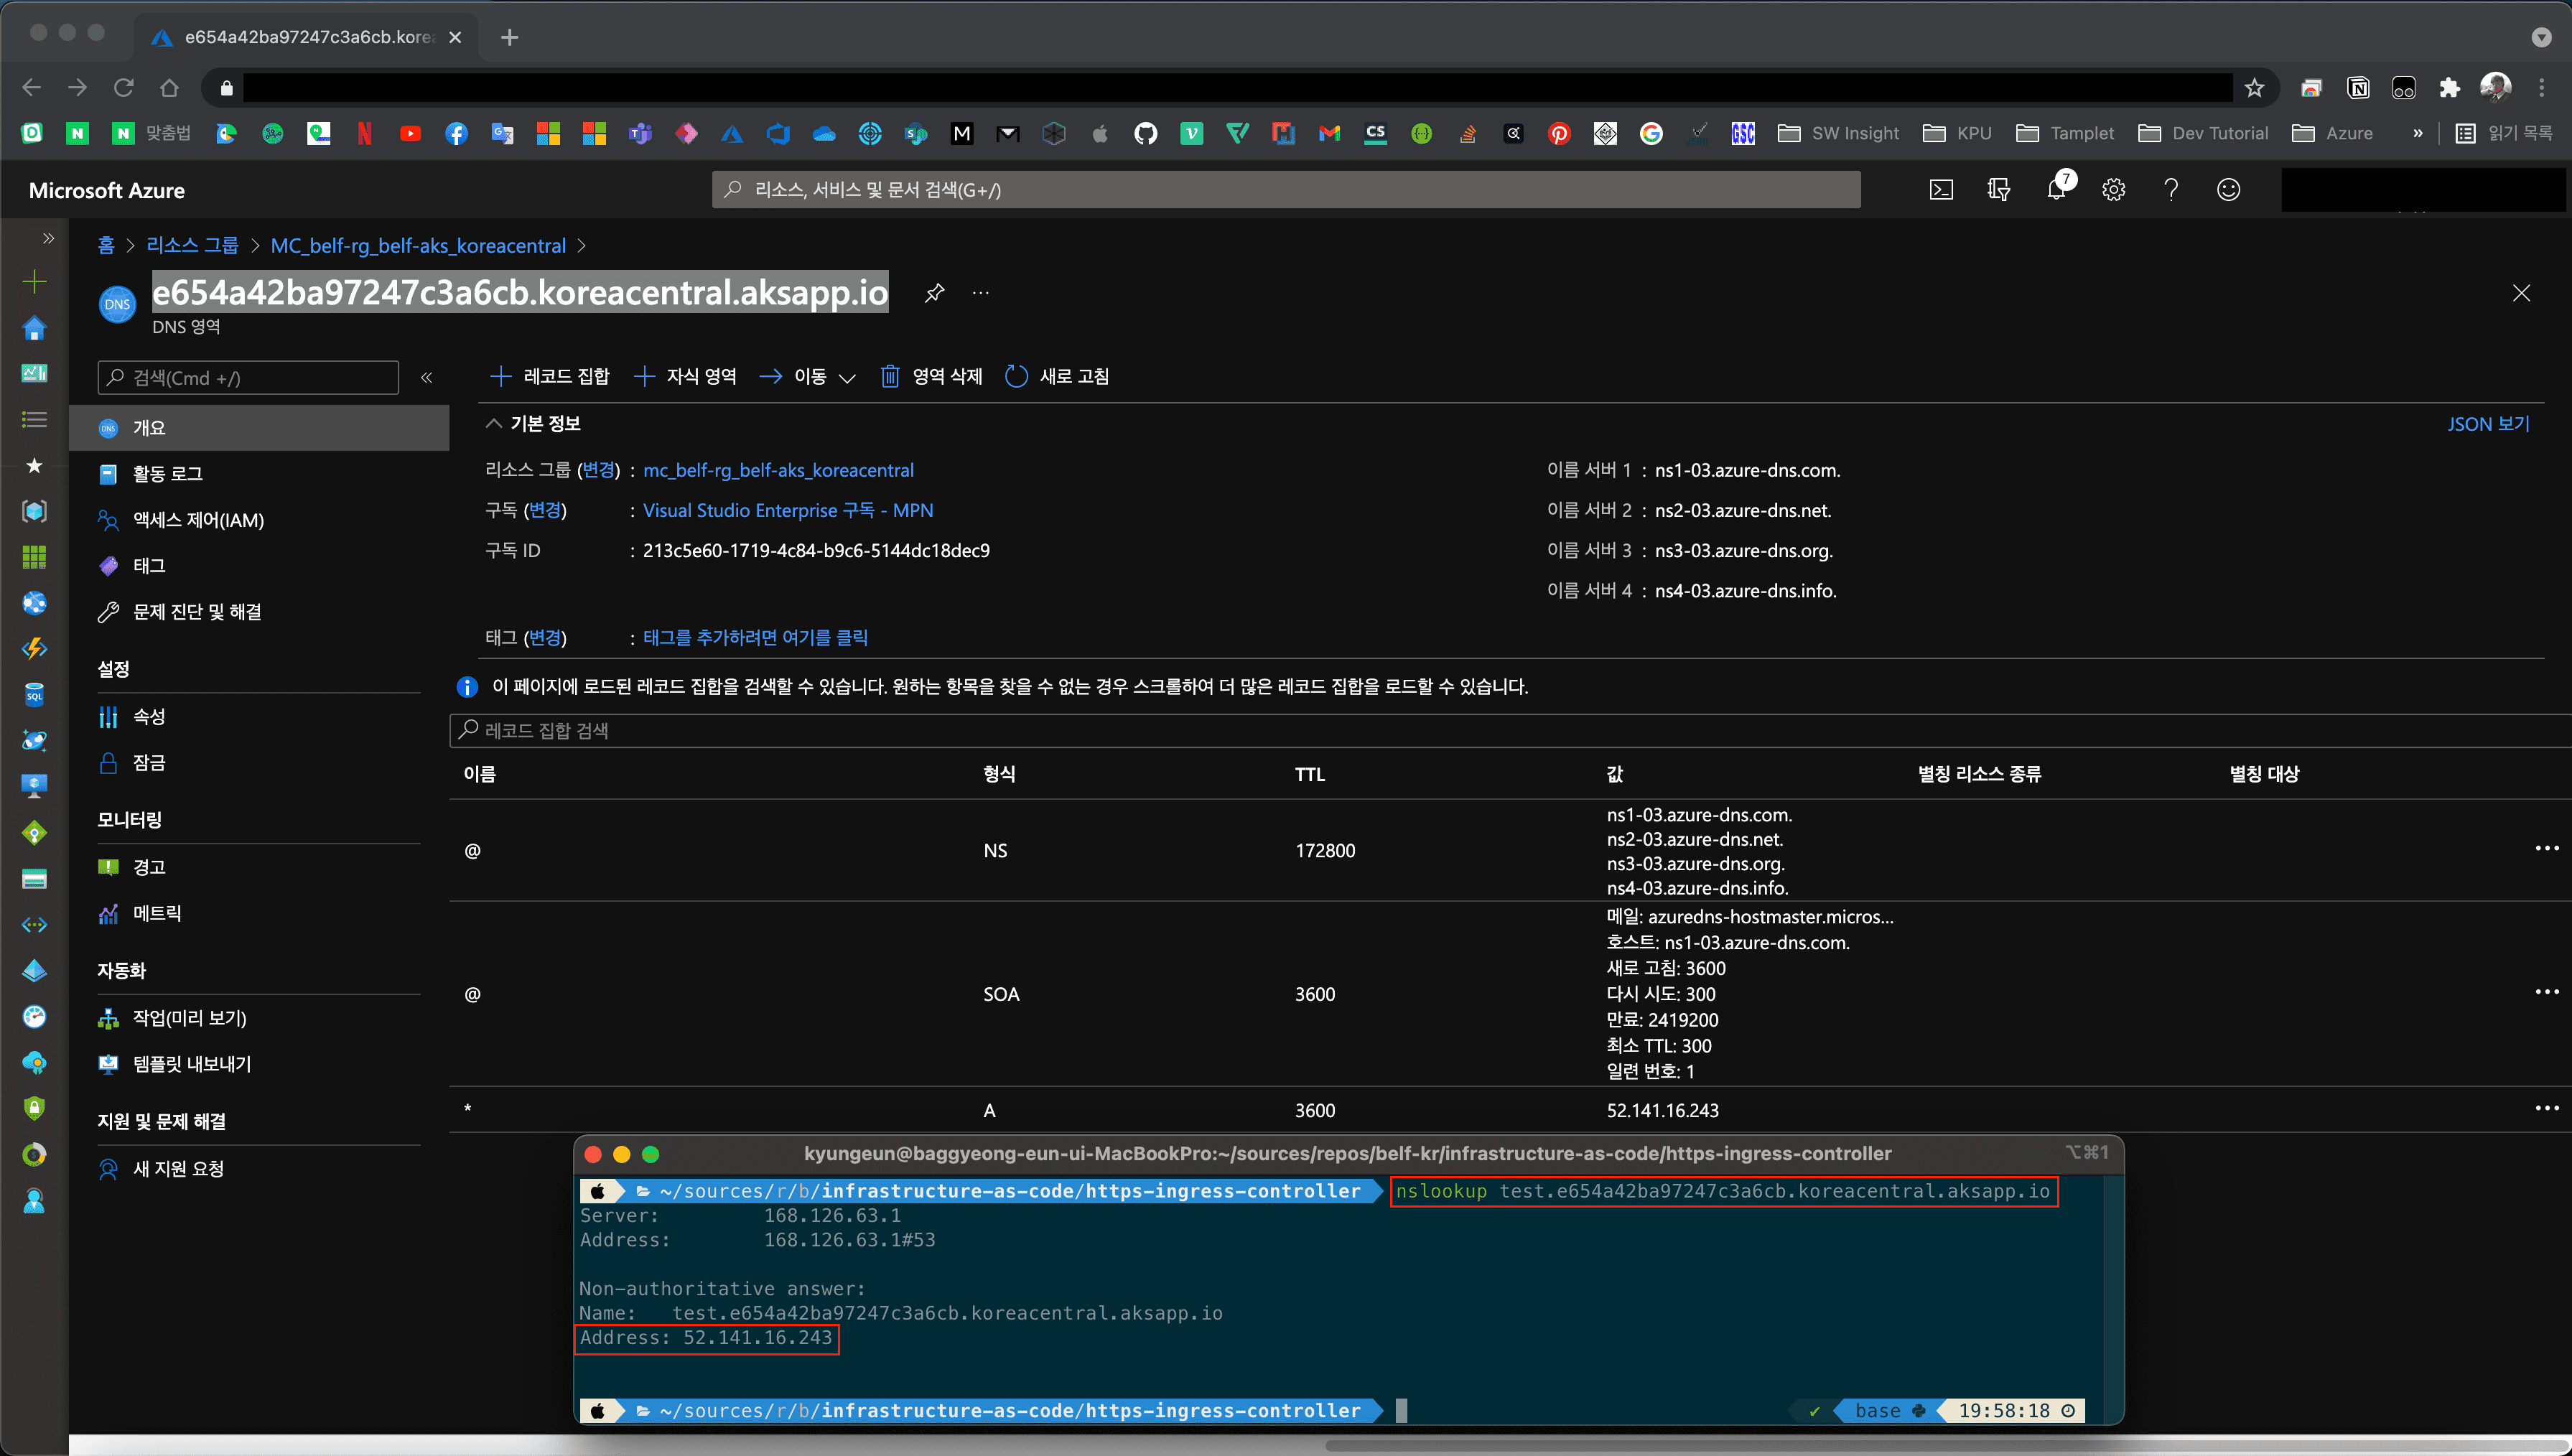 e654a42ba97247c3a6cb.kore
맞춤법
SW Insight
KPU
Tamplet
Dev Tutorial
Azure
»
읽기 목록
Microsoft Azure
리소스, 서비스 및 문서 검색(G+/)
7
홈 > 리소스 그룹 > MC_belf-rg_belf-aks_koreacentral >
e654a42ba97247c3a6cb.koreacentral.aksapp.io
DNS
DNS 영역
검색(Cmd +/)
«
레코드 집합
자식 영역
이동
영역 삭제
새로 고침
개요
활동 로그
액세스 제어(IAM)
태그
문제 진단 및 해결
설정
속성
잠금
모니터링
경고
메트릭
자동화
작업(미리 보기)
템플릿 내보내기
지원 및 문제 해결
새 지원 요청
기본 정보
JSON 보기
리소스 그룹 (변경) : mc_belf-rg_belf-aks_koreacentral
구독 (변경) : Visual Studio Enterprise 구독 - MPN
구독 ID : 213c5e60-1719-4c84-b9c6-5144dc18dec9
이름 서버 1 : ns1-03.azure-dns.com.
이름 서버 2 : ns2-03.azure-dns.net.
이름 서버 3 : ns3-03.azure-dns.org.
이름 서버 4 : ns4-03.azure-dns.info.
태그 (변경) : 태그를 추가하려면 여기를 클릭
이 페이지에 로드된 레코드 집합을 검색할 수 있습니다. 원하는 항목을 찾을 수 없는 경우 스크롤하여 더 많은 레코드 집합을 로드할 수 있습니다.
레코드 집합 검색
이름 형식 TTL 값 별칭 리소스 종류 별칭 대상
@ NS 172800
ns1-03.azure-dns.com.
ns2-03.azure-dns.net.
ns3-03.azure-dns.org.
ns4-03.azure-dns.info.
@ SOA 3600
메일: azuredns-hostmaster.micros...
호스트: ns1-03.azure-dns.com.
새로 고침: 3600
다시 시도: 300
만료: 2419200
최소 TTL: 300
일련 번호: 1
* A 3600 52.141.16.243
kyungeun@baggyeong-eun-ui-MacBookPro:~/sources/repos/belf-kr/infrastructure-as-code/https-ingress-controller ⌥⌘1
~/sources/r/b/infrastructure-as-code/https-ingress-controller nslookup test.e654a42ba97247c3a6cb.koreacentral.aksapp.io
Server: 168.126.63.1
Address: 168.126.63.1#53
Non-authoritative answer:
Name: test.e654a42ba97247c3a6cb.koreacentral.aksapp.io
Address: 52.141.16.243
~/sources/r/b/infrastructure-as-code/https-ingress-controller ✔ base 19:58:18